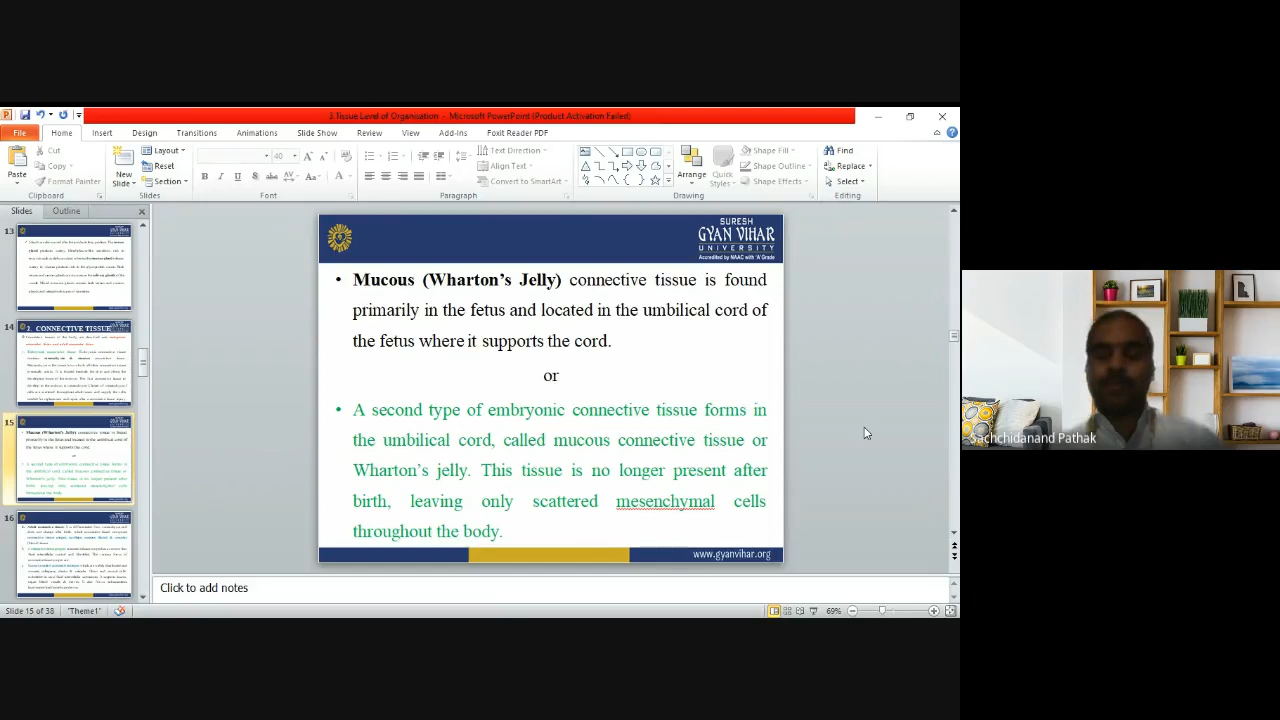 3.Tissue Level of Organisation - Microsoft PowerPoint (Product Activation Failed)
File Home Insert Design Transitions Animations Slide Show Review View Add-Ins Foxit Reader PDF
Cut
Copy
Format Painter
Paste
Clipboard
New Slide
Layout
Reset
Section
Slides
40
Font
Text Direction
Align Text
Convert to SmartArt
Paragraph
Arrange
Quick Styles
Shape Fill
Shape Outline
Shape Effects
Drawing
Find
Replace
Select
Editing
Slides Outline
13
14
2. CONNECTIVE TISSUE
15
16
SURESH
GYAN VIHAR
UNIVERSITY
Accredited by NAAC with 'A' Grade
• Mucous (Wharton's Jelly) connective tissue is found
primarily in the fetus and located in the umbilical cord of
the fetus where it supports the cord.
or
• A second type of embryonic connective tissue forms in
the umbilical cord, called mucous connective tissue or
Wharton's jelly. This tissue is no longer present after
birth, leaving only scattered mesenchymal cells
throughout the body.
www.gyanvihar.org
Click to add notes
Slide 15 of 38 "Theme1" 69%
Sachchidanand Pathak